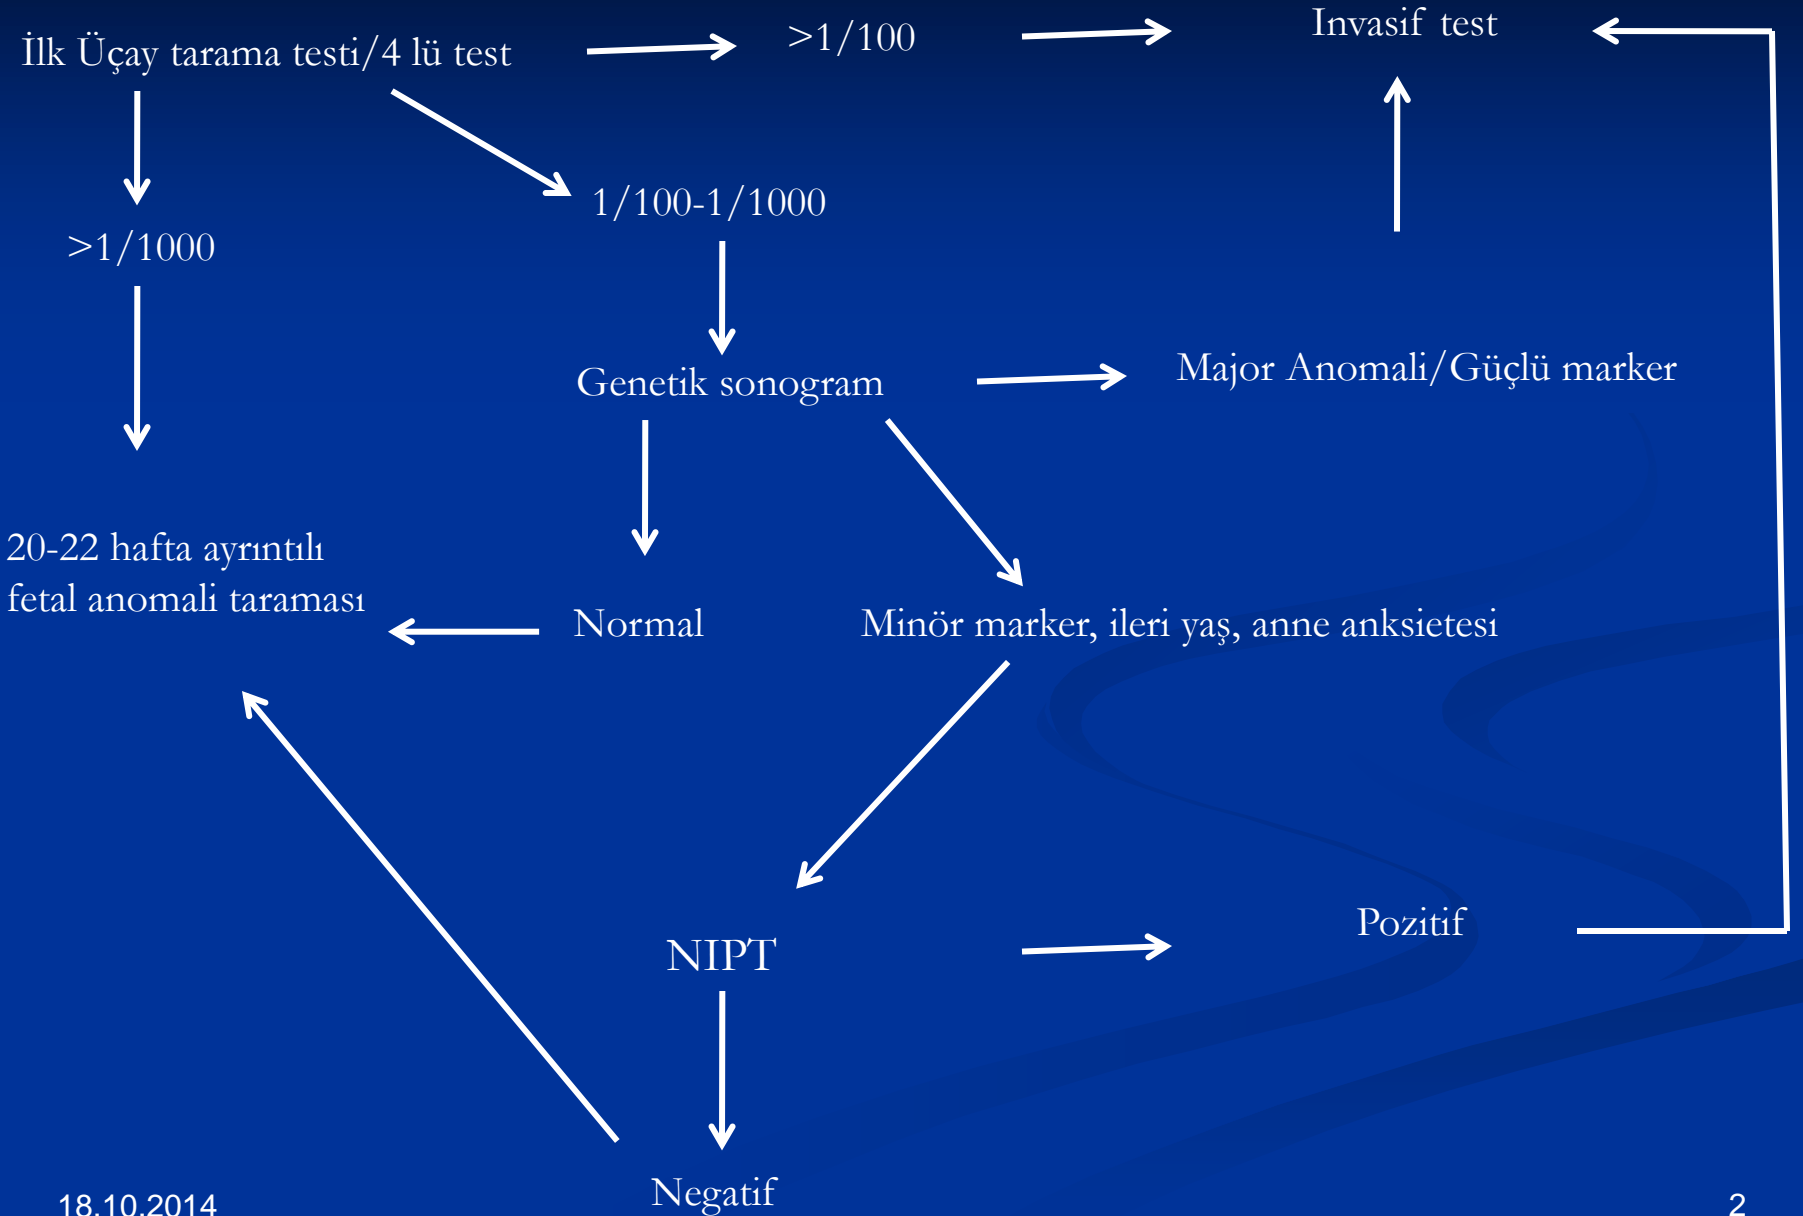 İlk Üçay tarama testi/4 lü test
>1/100
Invasif test
1/100-1/1000
>1/1000
Genetik sonogram
Major Anomali/Güçlü marker
20-22 hafta ayrıntılı
fetal anomali taraması
Normal
Minör marker, ileri yaş, anne anksietesi
NIPT
Pozitif
Negatif
18.10.2014
2